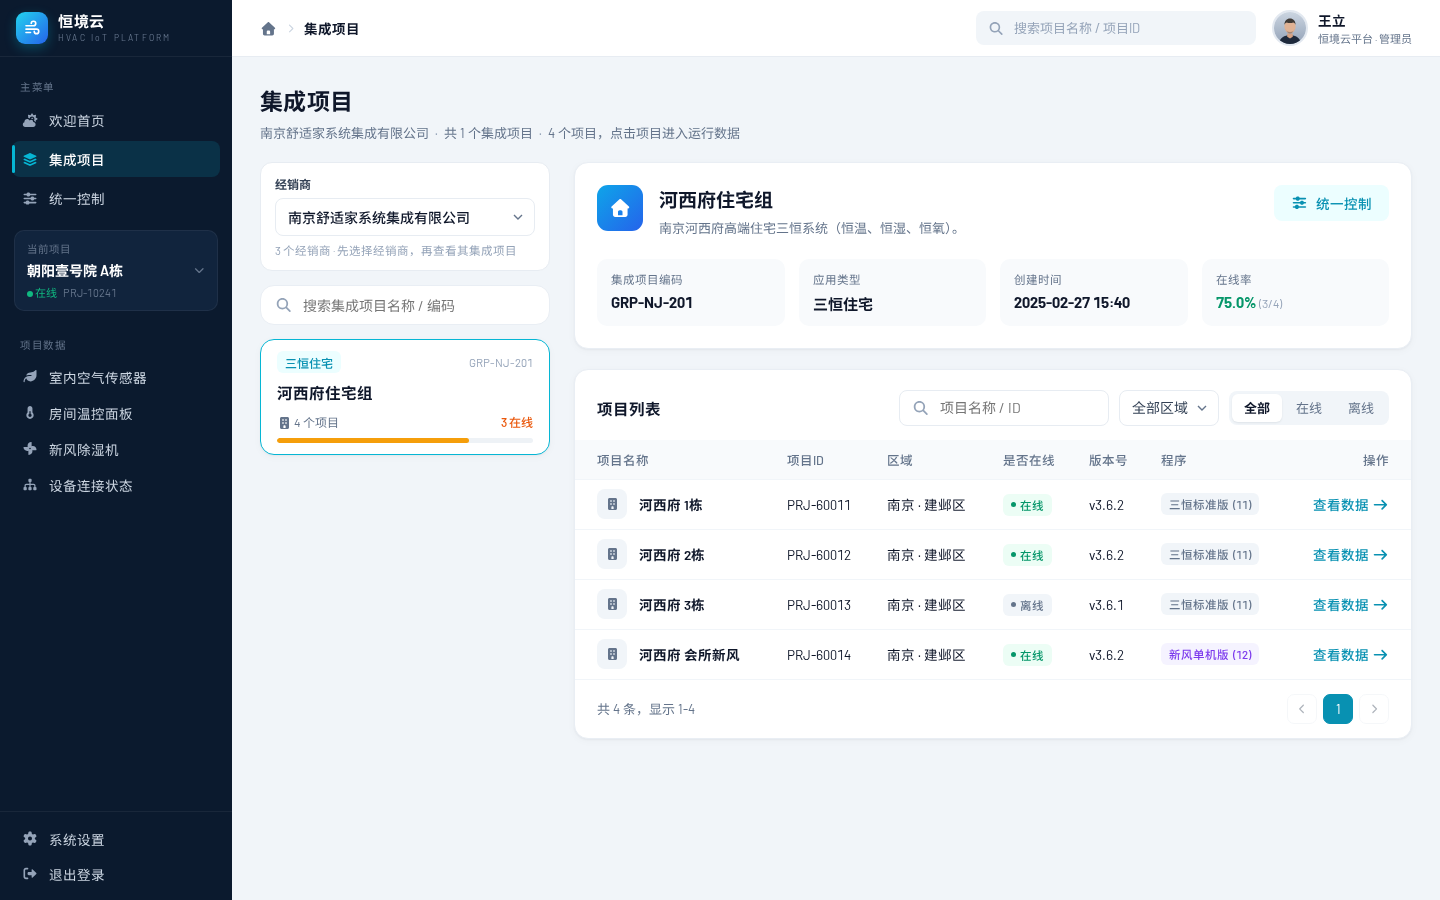 恒境云
HVAC IoT PLATFORM
主菜单
欢迎首页
集成项目
统一控制
当前项目
朝阳壹号院 A栋
在线 PRJ-10241
项目数据
室内空气传感器
房间温控面板
新风除湿机
设备连接状态
系统设置
退出登录
集成项目
搜索项目名称 / 项目ID
王立
恒境云平台 · 管理员
集成项目
南京舒适家系统集成有限公司 · 共 1 个集成项目 · 4 个项目，点击项目进入运行数据
经销商
南京舒适家系统集成有限公司
3 个经销商 · 先选择经销商，再查看其集成项目
搜索集成项目名称 / 编码
三恒住宅 GRP-NJ-201
河西府住宅组
4 个项目 3 在线
河西府住宅组
南京河西府高端住宅三恒系统（恒温、恒湿、恒氧）。
统一控制
集成项目编码 应用类型 创建时间 在线率
GRP-NJ-201 三恒住宅 2025-02-27 15:40 75.0% (3/4)
项目列表
项目名称 / ID
全部区域
全部 在线 离线
项目名称 项目ID 区域 是否在线 版本号 程序 操作
河西府 1栋 PRJ-60011 南京 · 建邺区 在线 v3.6.2 三恒标准版 (11) 查看数据
河西府 2栋 PRJ-60012 南京 · 建邺区 在线 v3.6.2 三恒标准版 (11) 查看数据
河西府 3栋 PRJ-60013 南京 · 建邺区 离线 v3.6.1 三恒标准版 (11) 查看数据
河西府 会所新风 PRJ-60014 南京 · 建邺区 在线 v3.6.2 新风单机版 (12) 查看数据
共 4 条，显示 1-4
1